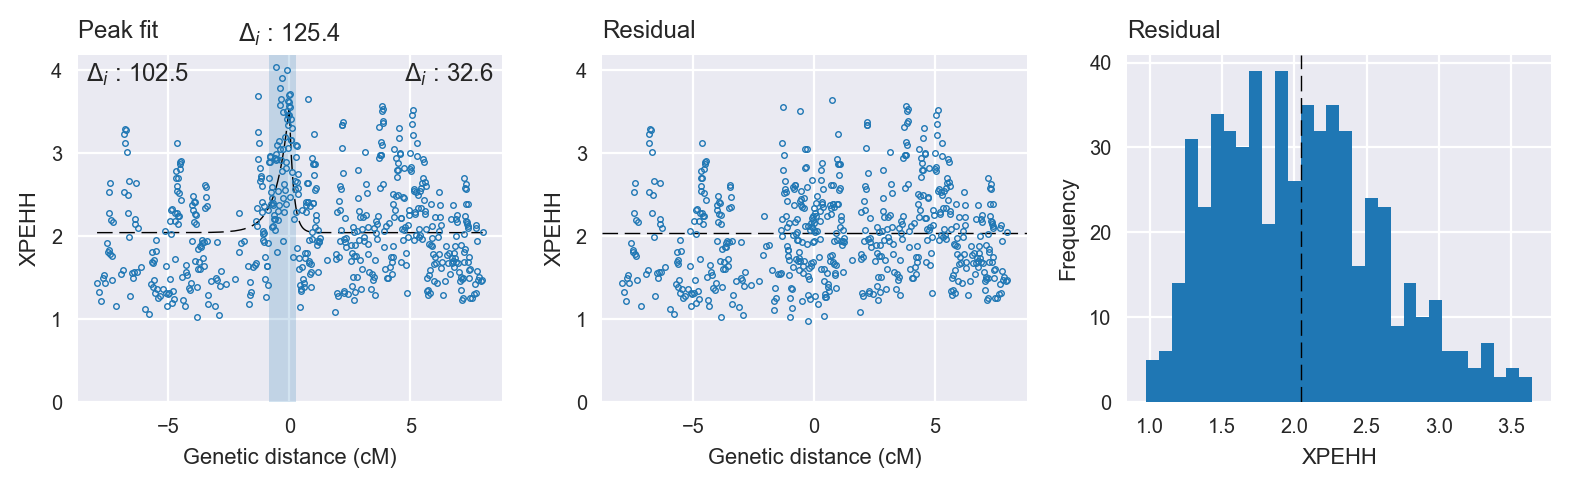 Peak fit
Δi : 125.4
Δi : 102.5
Δi : 32.6
4
3
2
1
0
−5
0
5
XPEHH
Genetic distance (cM)
Residual
4
3
2
1
0
−5
0
5
XPEHH
Genetic distance (cM)
Residual
40
30
20
10
0
1.0
1.5
2.0
2.5
3.0
3.5
Frequency
XPEHH